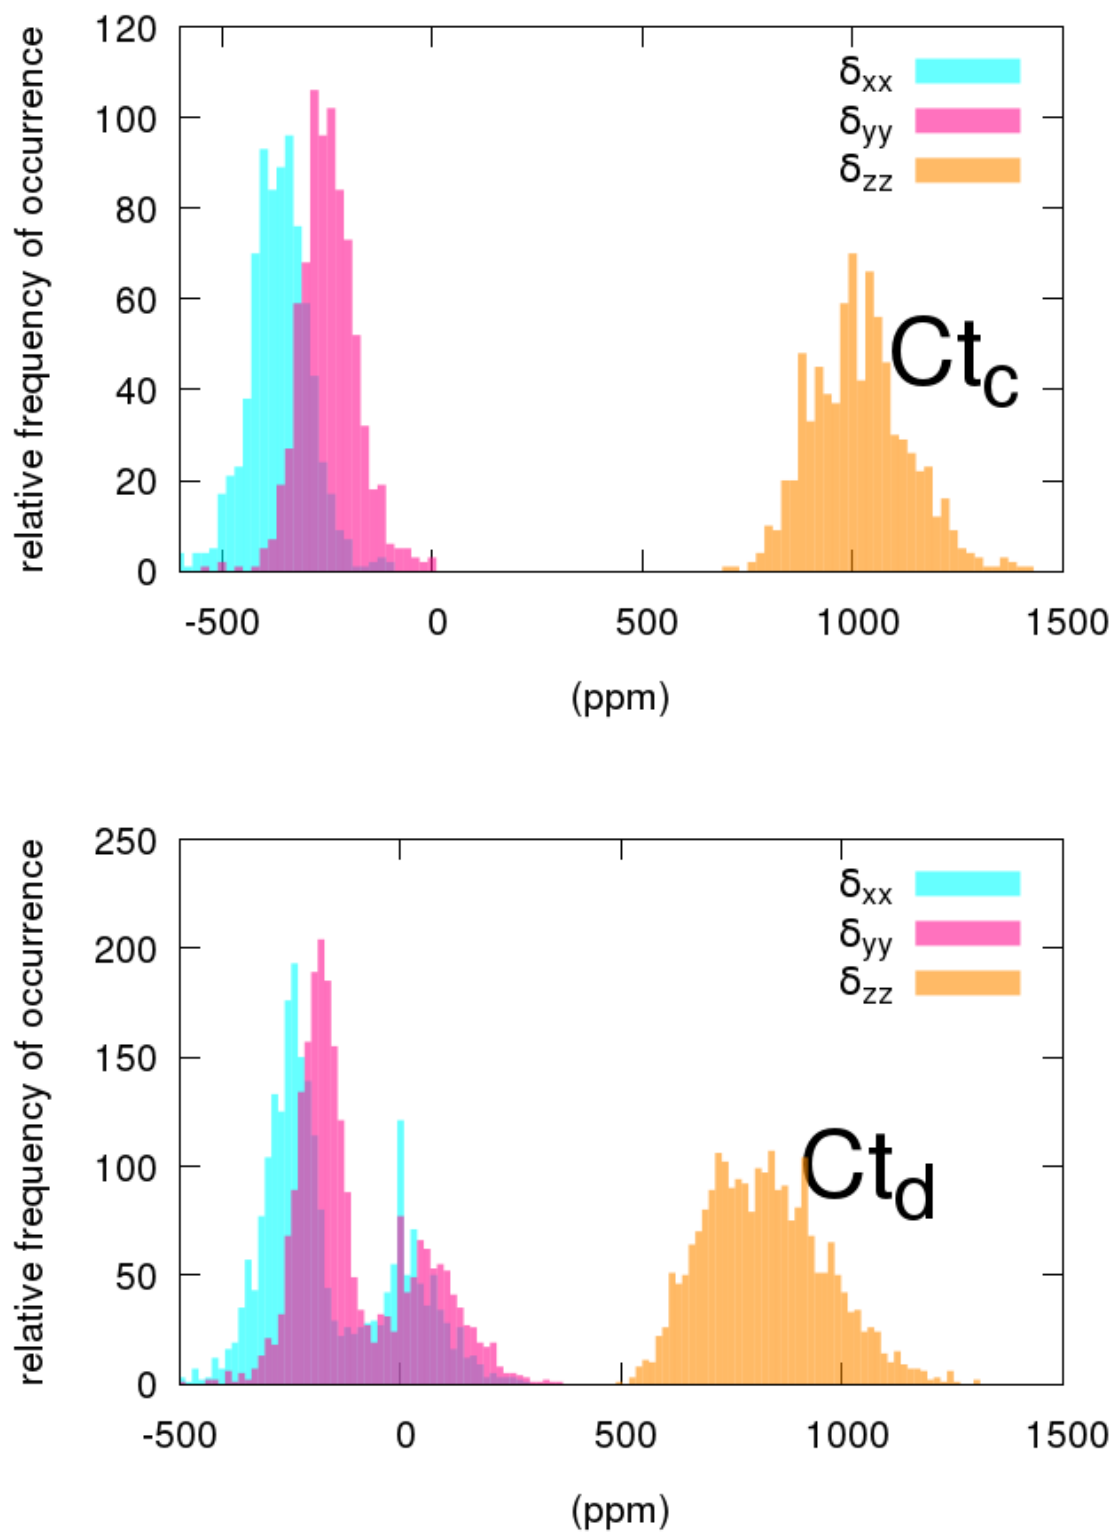 relative frequency of occurrence
120
100
80
60
40
20
0
-500 0 500 1000 1500
(ppm)
δxx
δyy
δzz
Ctc
relative frequency of occurrence
250
200
150
100
50
0
-500 0 500 1000 1500
(ppm)
δxx
δyy
δzz
Ctd